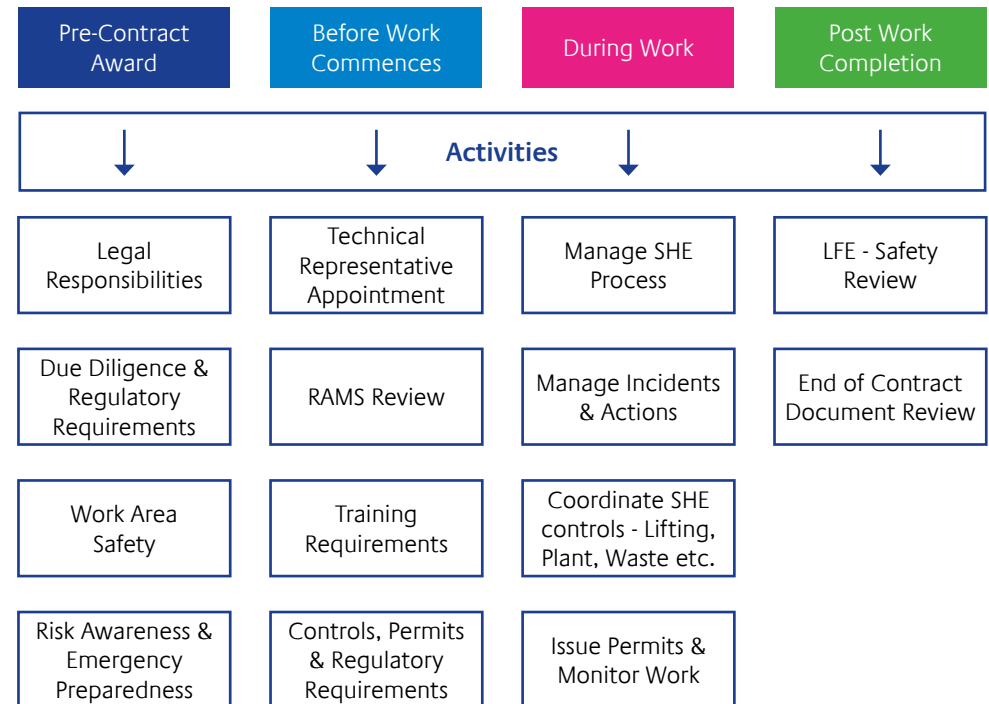 Pre-Contract
Award
Before Work
Commences
During Work
Post Work
Completion
Activities
Legal
Responsibilities
Technical
Representative
Appointment
Manage SHE
Process
LFE - Safety
Review
Due Diligence &
Regulatory
Requirements
RAMS Review
Manage Incidents
& Actions
End of Contract
Document Review
Work Area
Safety
Training
Requirements
Coordinate SHE
controls - Lifting,
Plant, Waste etc.
Risk Awareness &
Emergency
Preparedness
Controls, Permits
& Regulatory
Requirements
Issue Permits &
Monitor Work